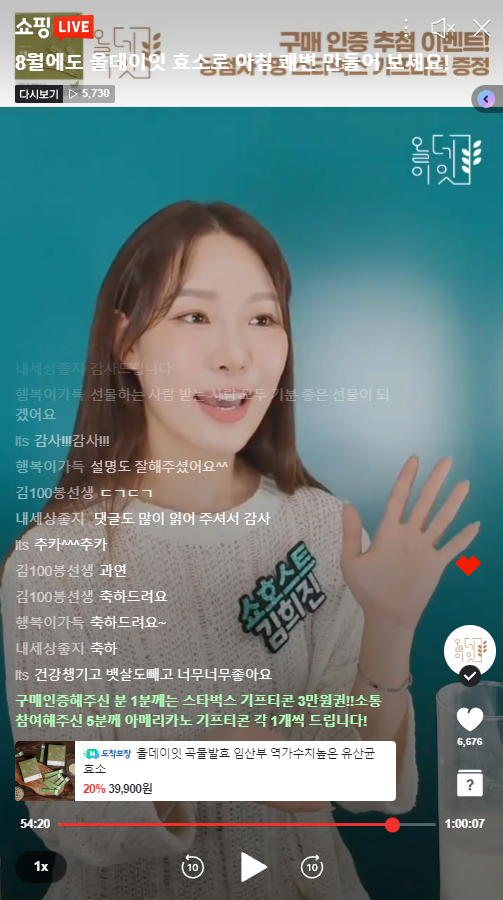 쇼핑 LIVE
구매 인증 추첨 이벤트!
8월에도 올데이잇 효소로 아침 쾌변 만들어 보세요!
다시보기 ▷ 5,730
올데이잇
내세상좋지 감사드립니다
행복이가득 선물하는 사람 받는 사람 모두 기분 좋은 선물이 되
겠어요
its 감사!!!감사!!!
행복이가득 설명도 잘해주셨어요^^
김100봉선생 ㄷㄱㄷㄱ
내세상좋지 댓글도 많이 읽어 주셔서 감사
its 추카^^^추카
김100봉선생 과연
김100봉선생 축하드려요
행복이가득 축하드려요~
내세상좋지 축하
its 건강챙기고 뱃살도빼고 너무너무좋아요
쇼호스트
김희진
구매인증해주신 분 1분께는 스타벅스 기프티콘 3만원권!!소통
참여해주신 5분께 아메리카노 기프티콘 각 1개씩 드립니다!
6,676
N 도착보장 올데이잇 곡물발효 임산부 역가수치높은 유산균
효소
20% 39,900원
?
54:20
1:00:07
1x
10
10